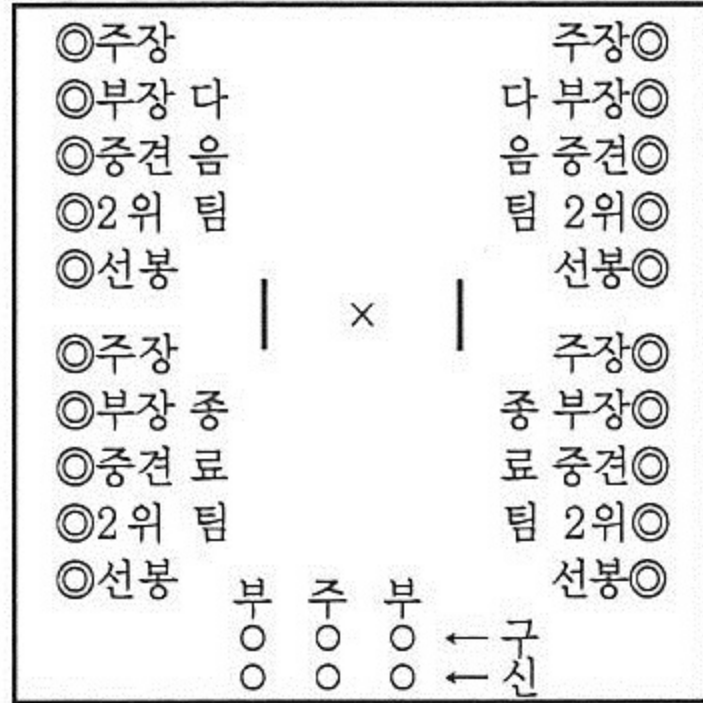 ◎주장 주장◎
◎부장 다 다 부장◎
◎중견 음 음 중견◎
◎2위 팀 팀 2위◎
◎선봉 선봉◎
×
◎주장 주장◎
◎부장 종 종 부장◎
◎중견 료 료 중견◎
◎2위 팀 팀 2위◎
◎선봉 선봉◎
부 주 부
○ ○ ○ ← 구
○ ○ ○ ← 신